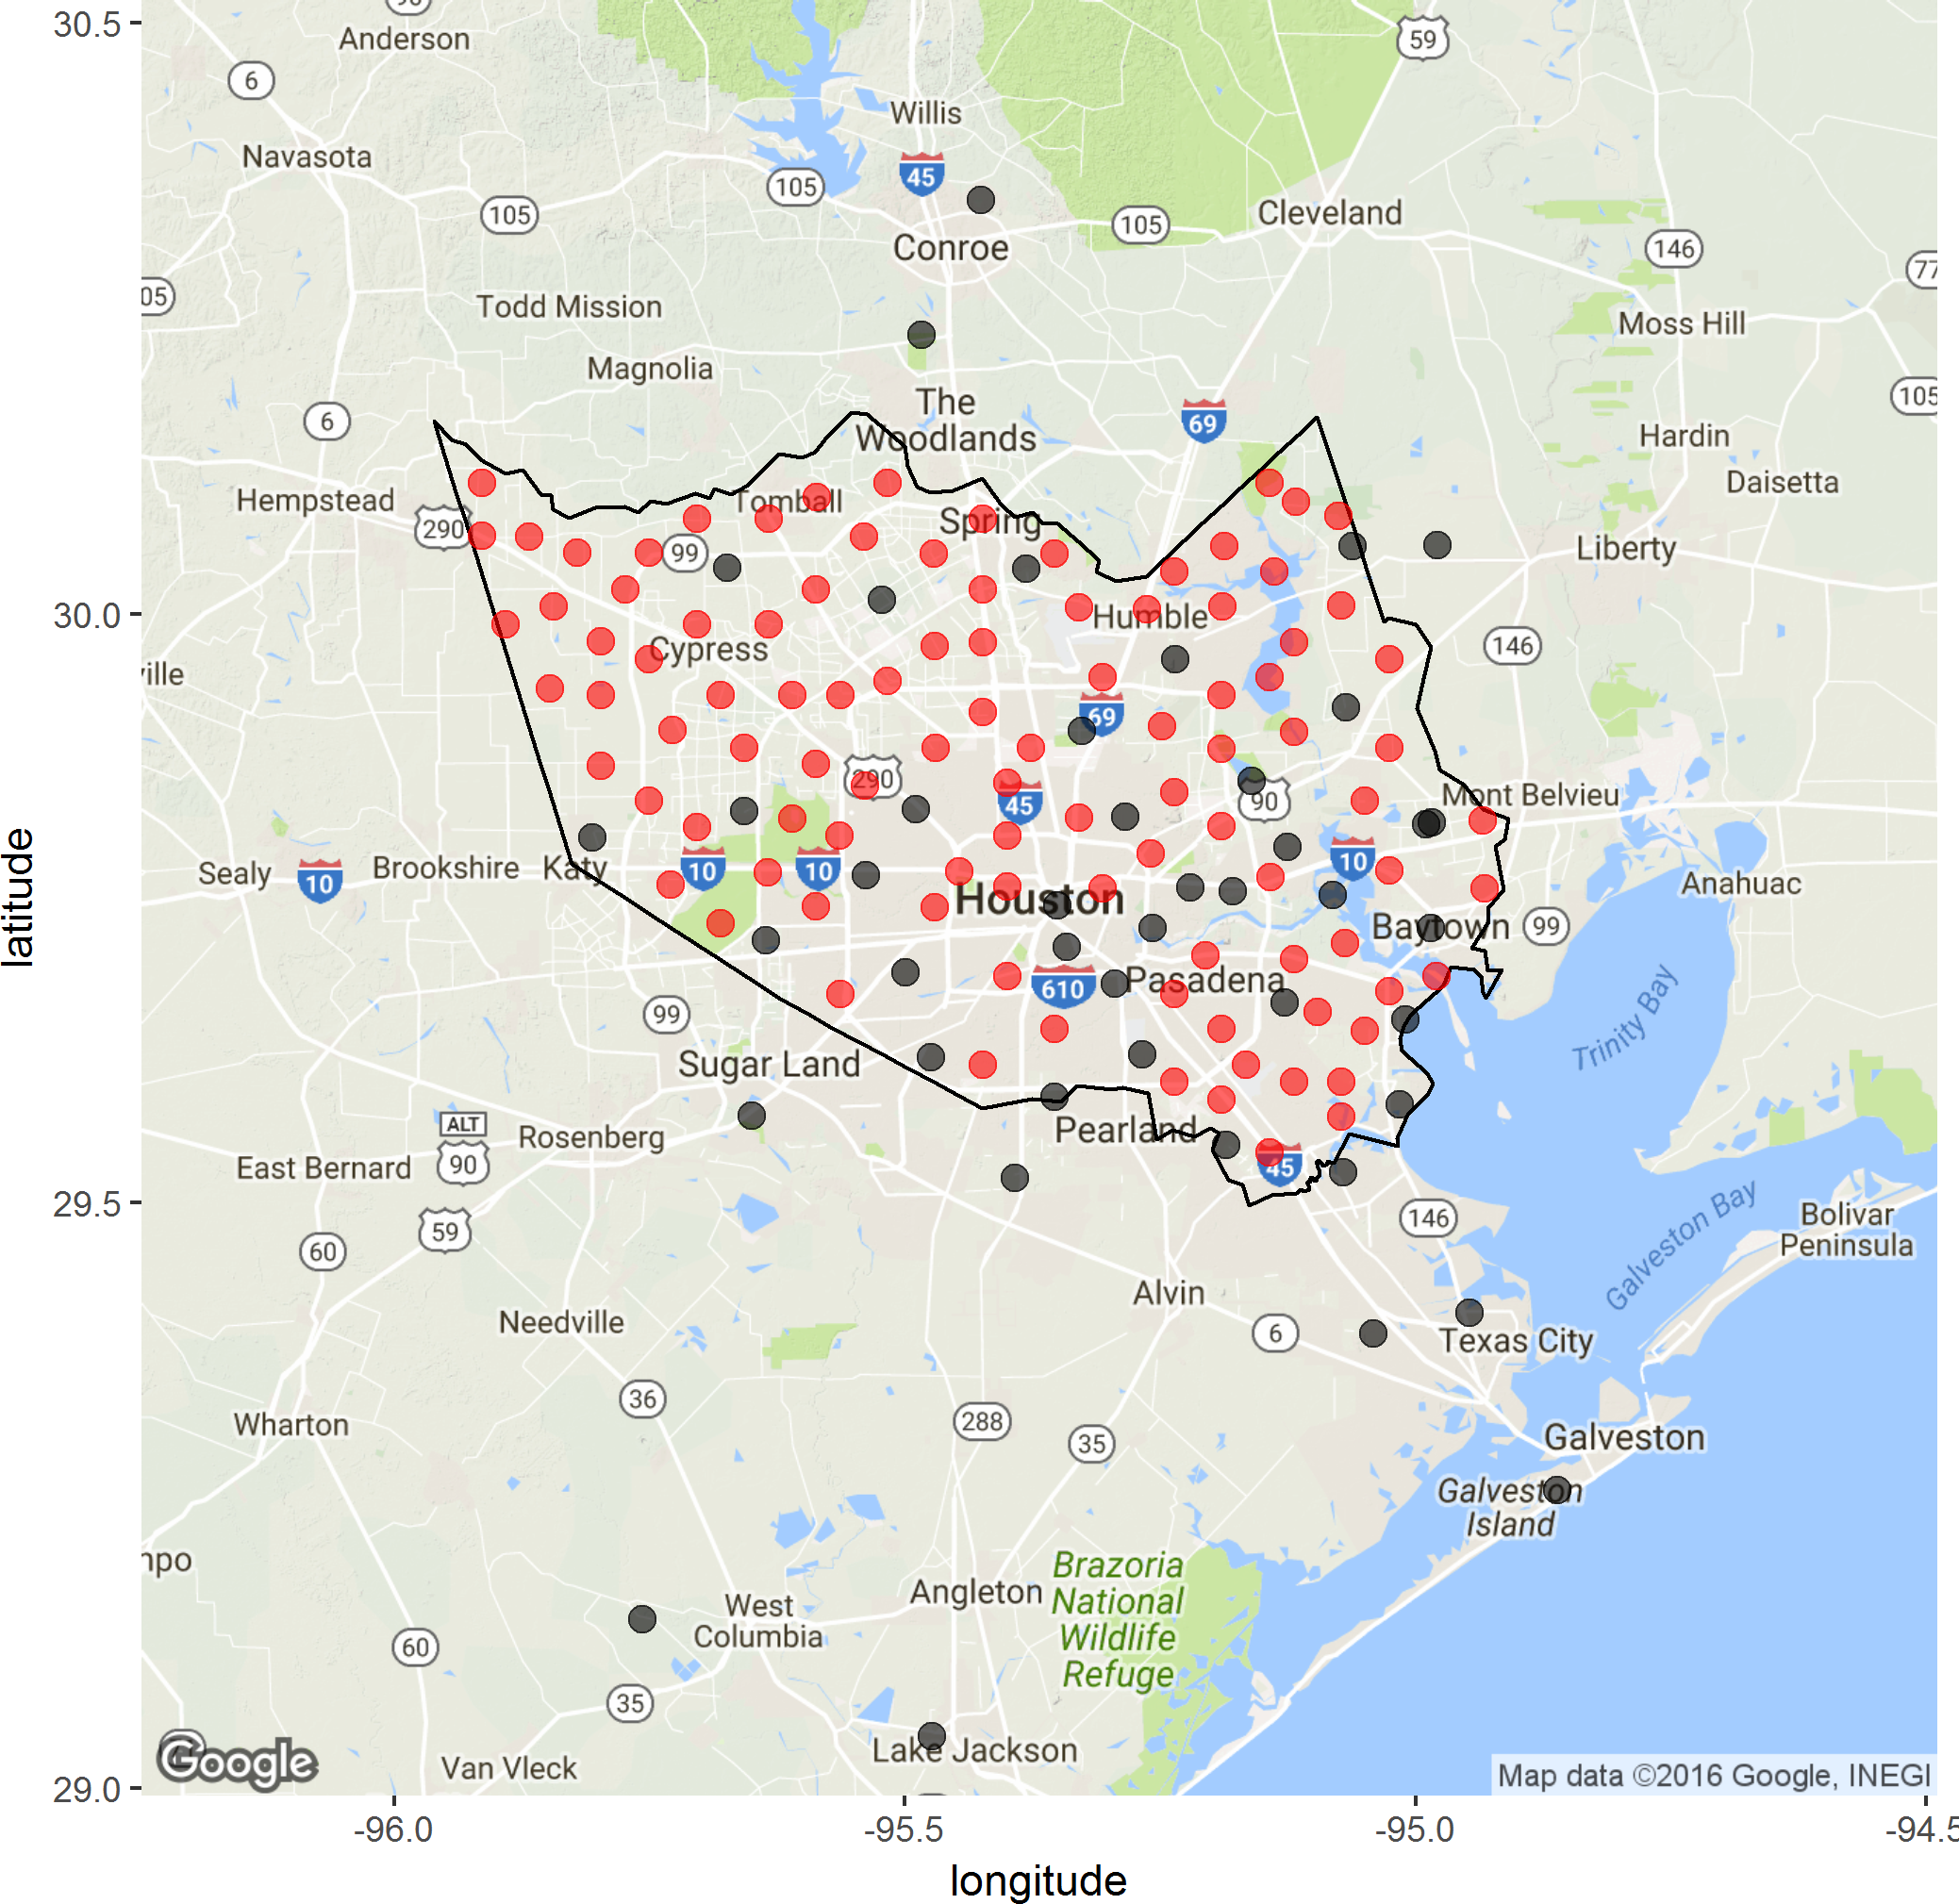 30.5
Anderson
59
6
Willis
Navasota
45
105
105
105
Cleveland
Conroe
146
77
05
Todd Mission
Moss Hill
Magnolia
105
The
Woodlands
6
69
Hardin
Daisetta
Hempstead
Tomball
290
Spring
99
Liberty
30.0
Humble
Cypress
146
ville
69
290
Mont Belvieu
45
90
Sealy
10
Brookshire
Katy
10
10
10
Anahuac
Houston
Baytown
99
latitude
Pasadena
610
99
Trinity Bay
Sugar Land
ALT
90
Rosenberg
Pearland
East Bernard
45
29.5
59
60
146
Galveston Bay
Bolivar
Peninsula
Alvin
Needville
6
Texas City
36
288
35
Wharton
Galveston
Galveston
Island
npo
Brazoria
National
Wildlife
Refuge
Angleton
West
Columbia
60
35
Google
Van Vleck
Lake Jackson
Map data ©2016 Google, INEGI
29.0
-96.0
-95.5
-95.0
-94.5
longitude